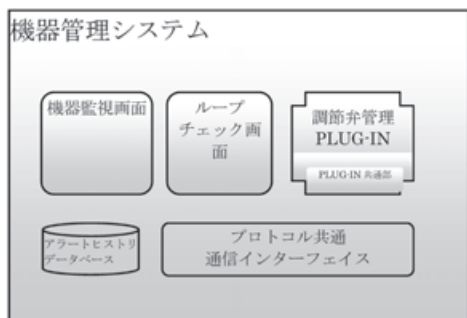 機器管理システム
機器監視画面
ループ
チェック画
面
調節弁管理
PLUG-IN
PLUG-IN 共通部
アラートヒストリ
データベース
プロトコル共通
通信インターフェイス